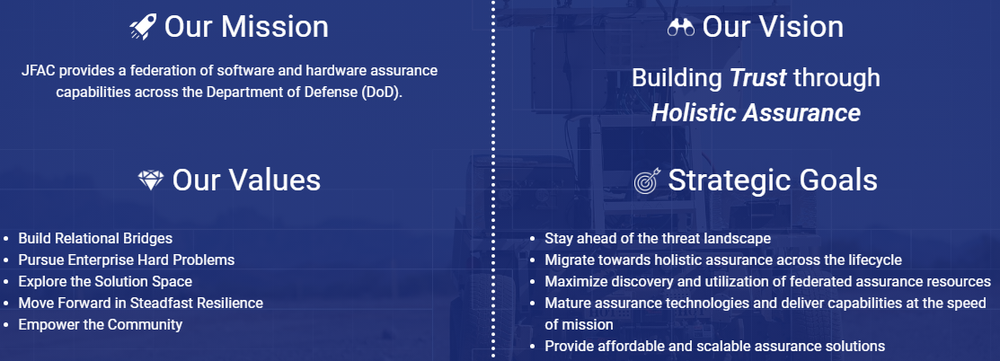 Our Mission
JFAC provides a federation of software and hardware assurance
capabilities across the Department of Defense (DoD).
Our Vision
Building Trust through
Holistic Assurance
Our Values
• Build Relational Bridges
• Pursue Enterprise Hard Problems
• Explore the Solution Space
• Move Forward in Steadfast Resilience
• Empower the Community
Strategic Goals
• Stay ahead of the threat landscape
• Migrate towards holistic assurance across the lifecycle
• Maximize discovery and utilization of federated assurance resources
• Mature assurance technologies and deliver capabilities at the speed
of mission
• Provide affordable and scalable assurance solutions